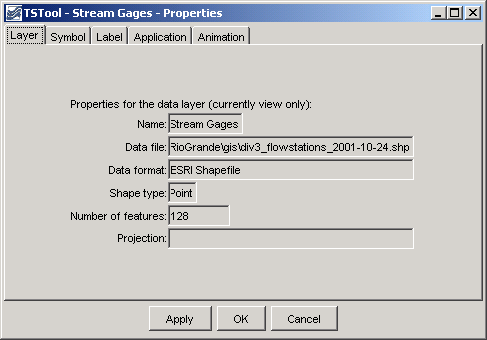 TSTool - Stream Gages - Properties
Layer Symbol Label Application Animation
Properties for the data layer (currently view only):
Name: Stream Gages
Data file: RioGrande\gis\div3_flowstations_2001-10-24.shp
Data format: ESRI Shapefile
Shape type: Point
Number of features: 128
Projection:
Apply OK Cancel